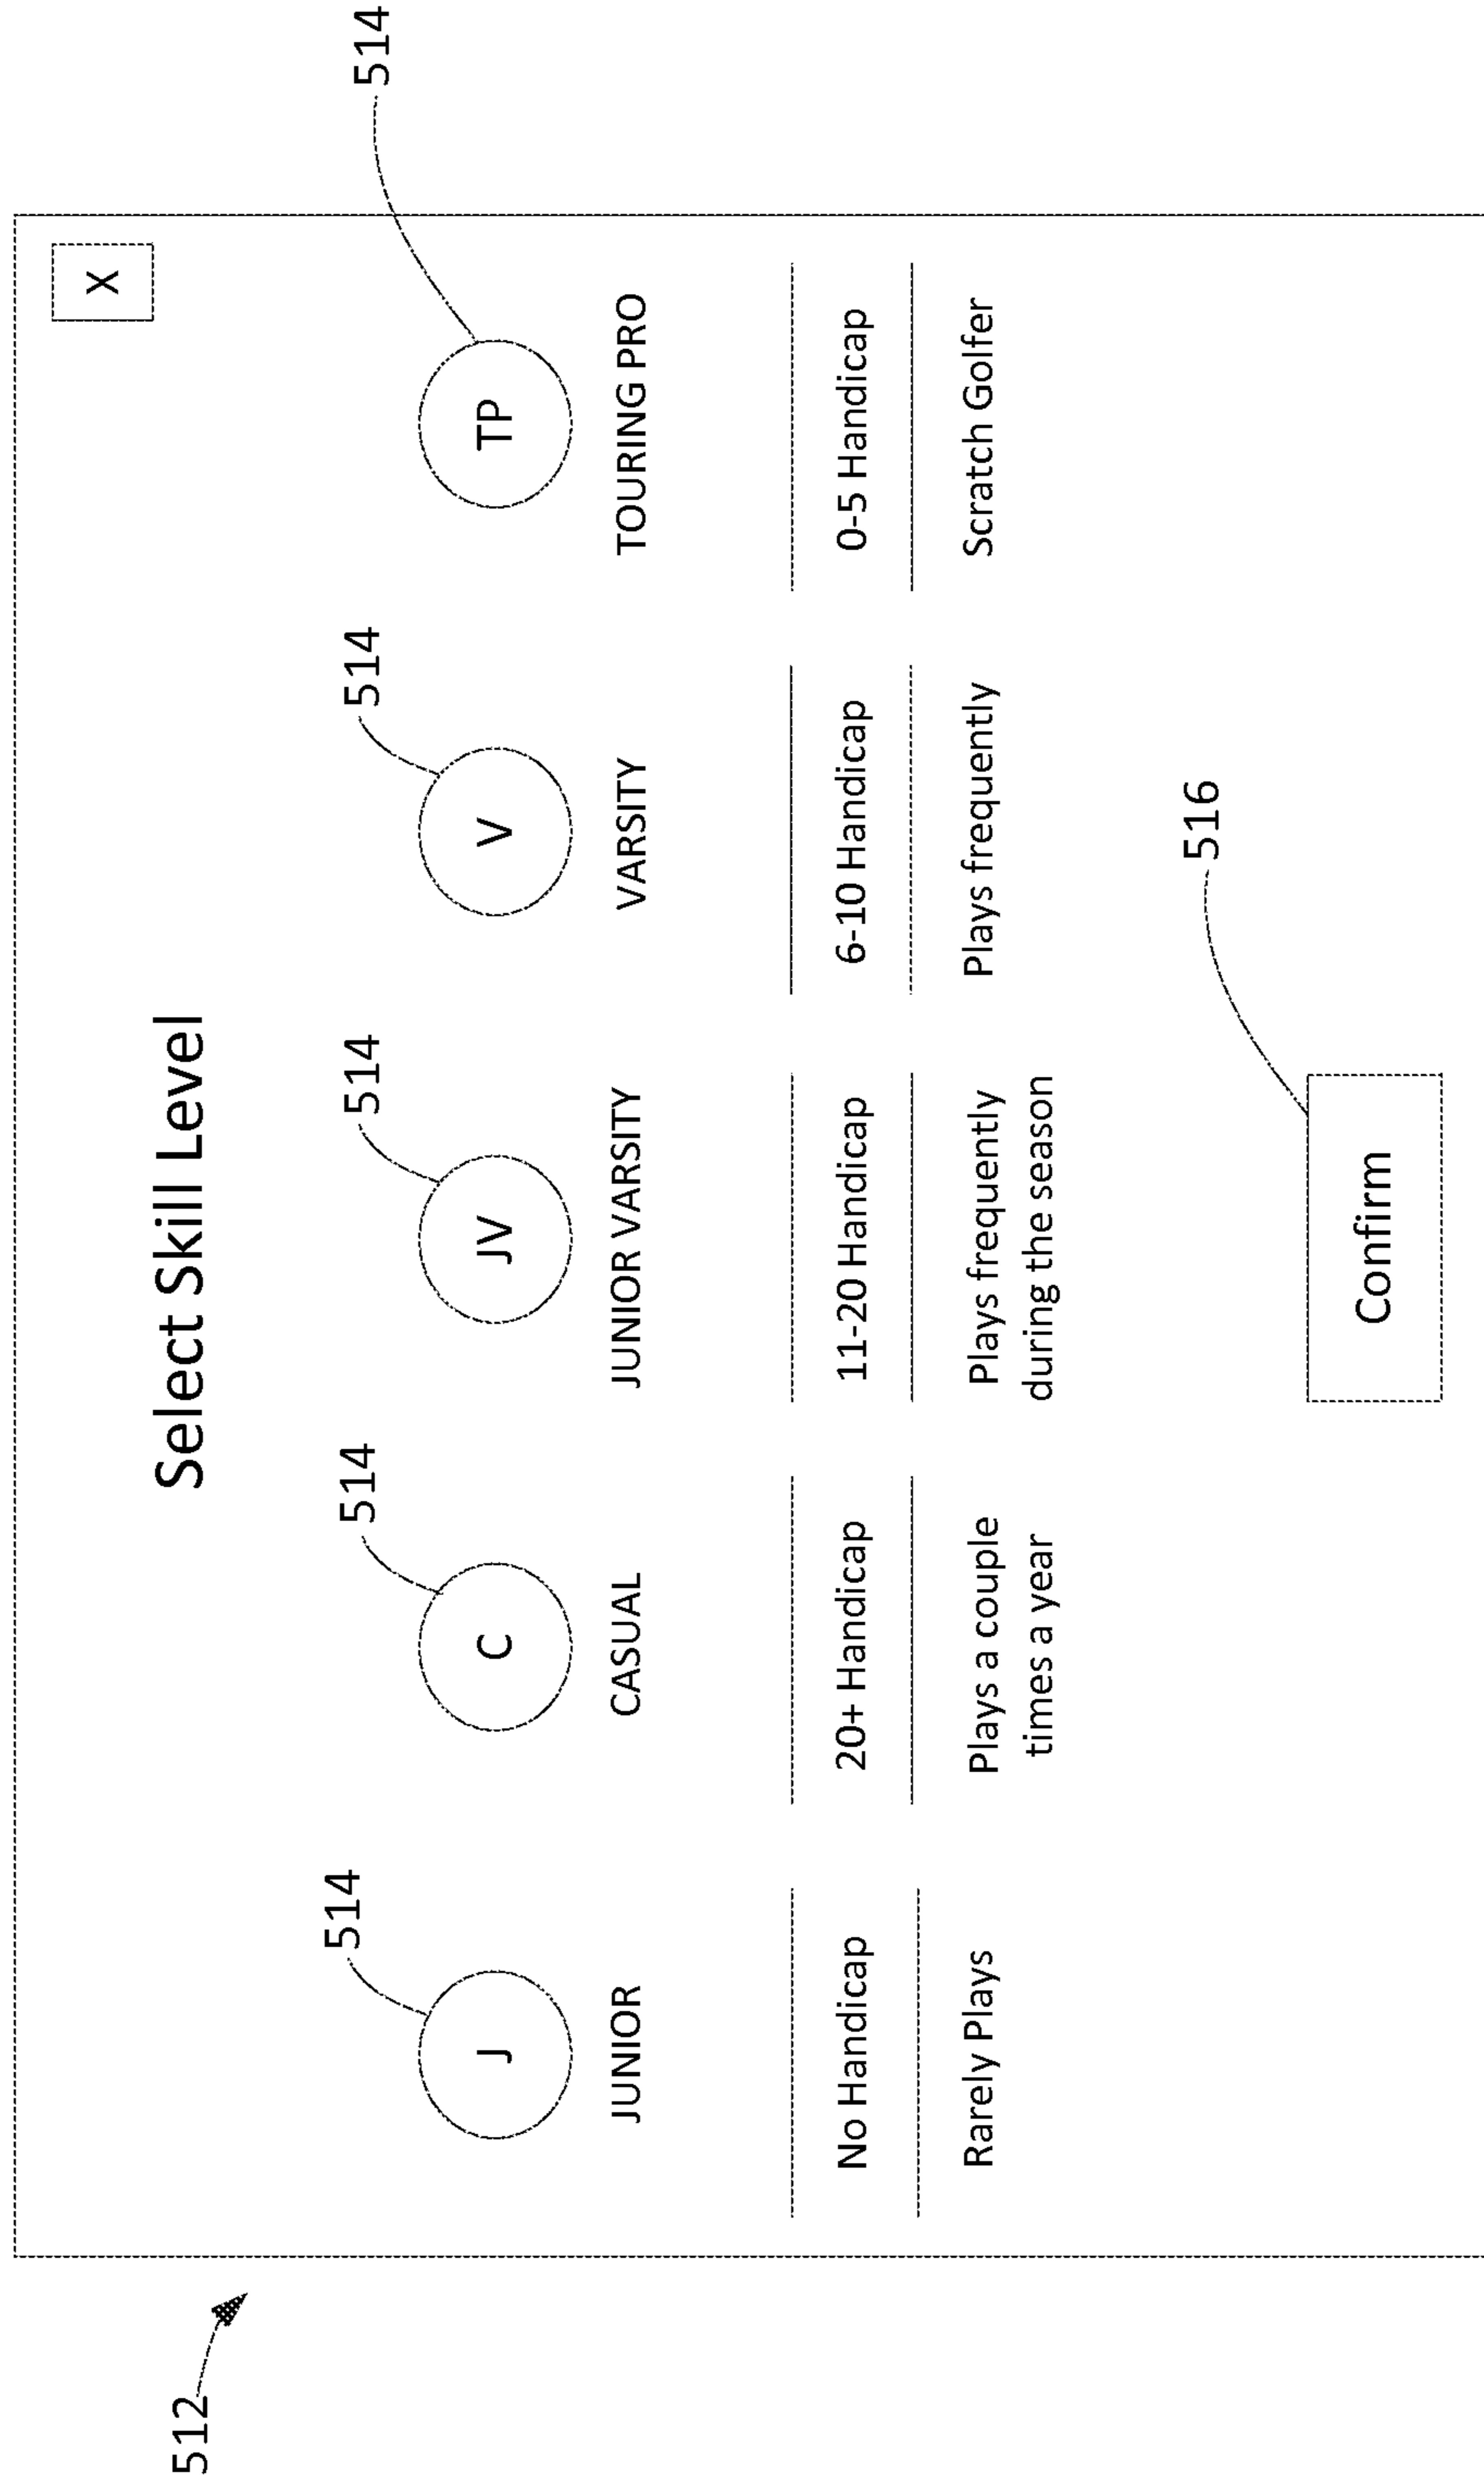 512
X
Select Skill Level
514
514
514
514
514
J
C
JV
V
TP
JUNIOR
CASUAL
JUNIOR VARSITY
VARSITY
TOURING PRO
No Handicap
20+ Handicap
11-20 Handicap
6-10 Handicap
0-5 Handicap
Rarely Plays
Plays a couple
times a year
Plays frequently
during the season
Plays frequently
Scratch Golfer
516
Confirm